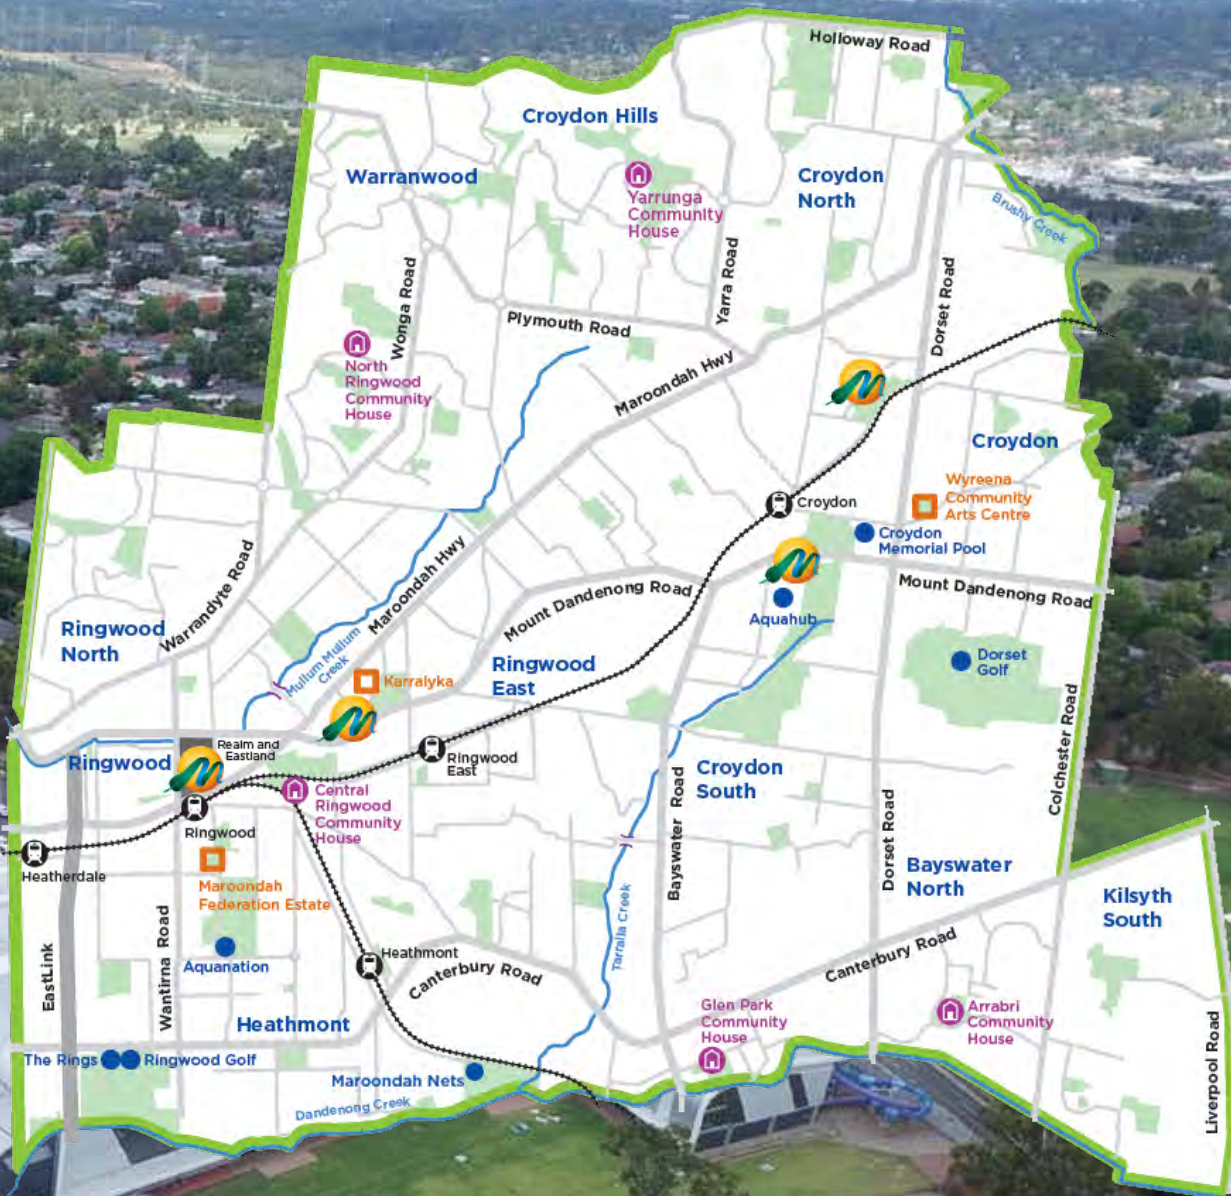 Holloway Road
Croydon Hills
Warranwood
Croydon
North
Yarrunga
Community
House
Brushy Creek
Wonga Road
Yarra Road
Dorset Road
Plymouth Road
North
Ringwood
Community
House
Maroondah Hwy
Croydon
Wyreena
Community
Arts Centre
Croydon
Croydon
Memorial Pool
Warrandyte Road
Maroondah Hwy
Mount Dandenong Road
Mount Dandenong Road
Aquahub
Ringwood
North
Mullum Mullum
Creek
Ringwood
East
Dorset
Golf
Karralyka
Colchester Road
Realm and
Eastland
Ringwood
Ringwood
East
Croydon
South
Bayswater Road
Dorset Road
Central
Ringwood
Community
House
Ringwood
Heatherdale
Maroondah
Federation Estate
Bayswater
North
Kilsyth
South
Tarralla Creek
EastLink
Wantirna Road
Aquanation
Heathmont
Canterbury Road
Canterbury Road
Glen Park
Community
House
Arrabri
Community
House
Heathmont
Liverpool Road
The Rings
Ringwood Golf
Maroondah Nets
Dandenong Creek